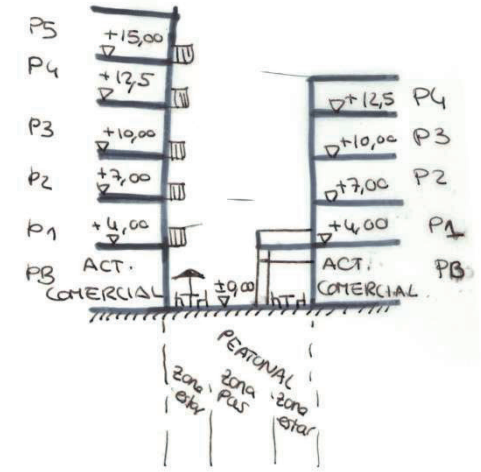 P5
+15,00
P4
+12,5
P3
+10,00
P2
+7,00
P1
+4,00
PB
ACT.
COMERCIAL
±0,00
+12,5 P4
+10,00 P3
+7,00 P2
+4,00 P1
ACT. PB
COMERCIAL
PEATONAL
zona estar
zona pas
zona estar